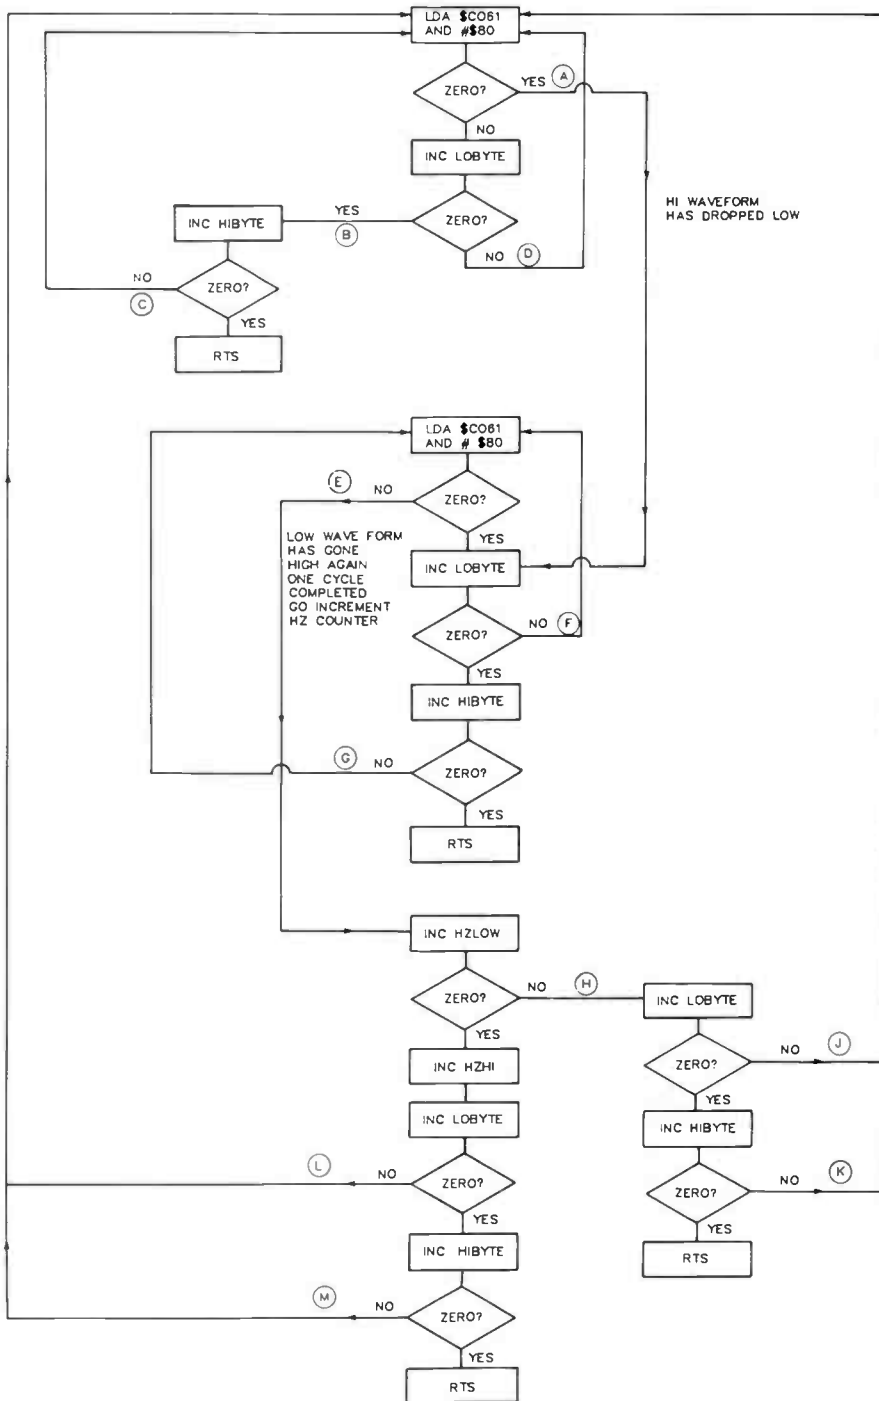 LDA $CO61
AND #$80
ZERO?
YES A
NO
INC LOBYTE
HI WAVEFORM
HAS DROPPED LOW
YES
B
ZERO?
NO D
INC HIBYTE
NO
C
ZERO?
YES
RTS
LDA $CO61
AND # $80
E
NO
ZERO?
YES
LOW WAVE FORM
HAS GONE
HIGH AGAIN
ONE CYCLE
COMPLETED
GO INCREMENT
HZ COUNTER
INC LOBYTE
ZERO?
NO F
YES
INC HIBYTE
G NO
ZERO?
YES
RTS
INC HZLOW
ZERO?
NO H
YES
INC LOBYTE
ZERO?
NO J
YES
INC HIBYTE
ZERO?
NO K
YES
RTS
INC HZHI
INC LOBYTE
L NO
ZERO?
YES
INC HIBYTE
M NO
ZERO?
YES
RTS